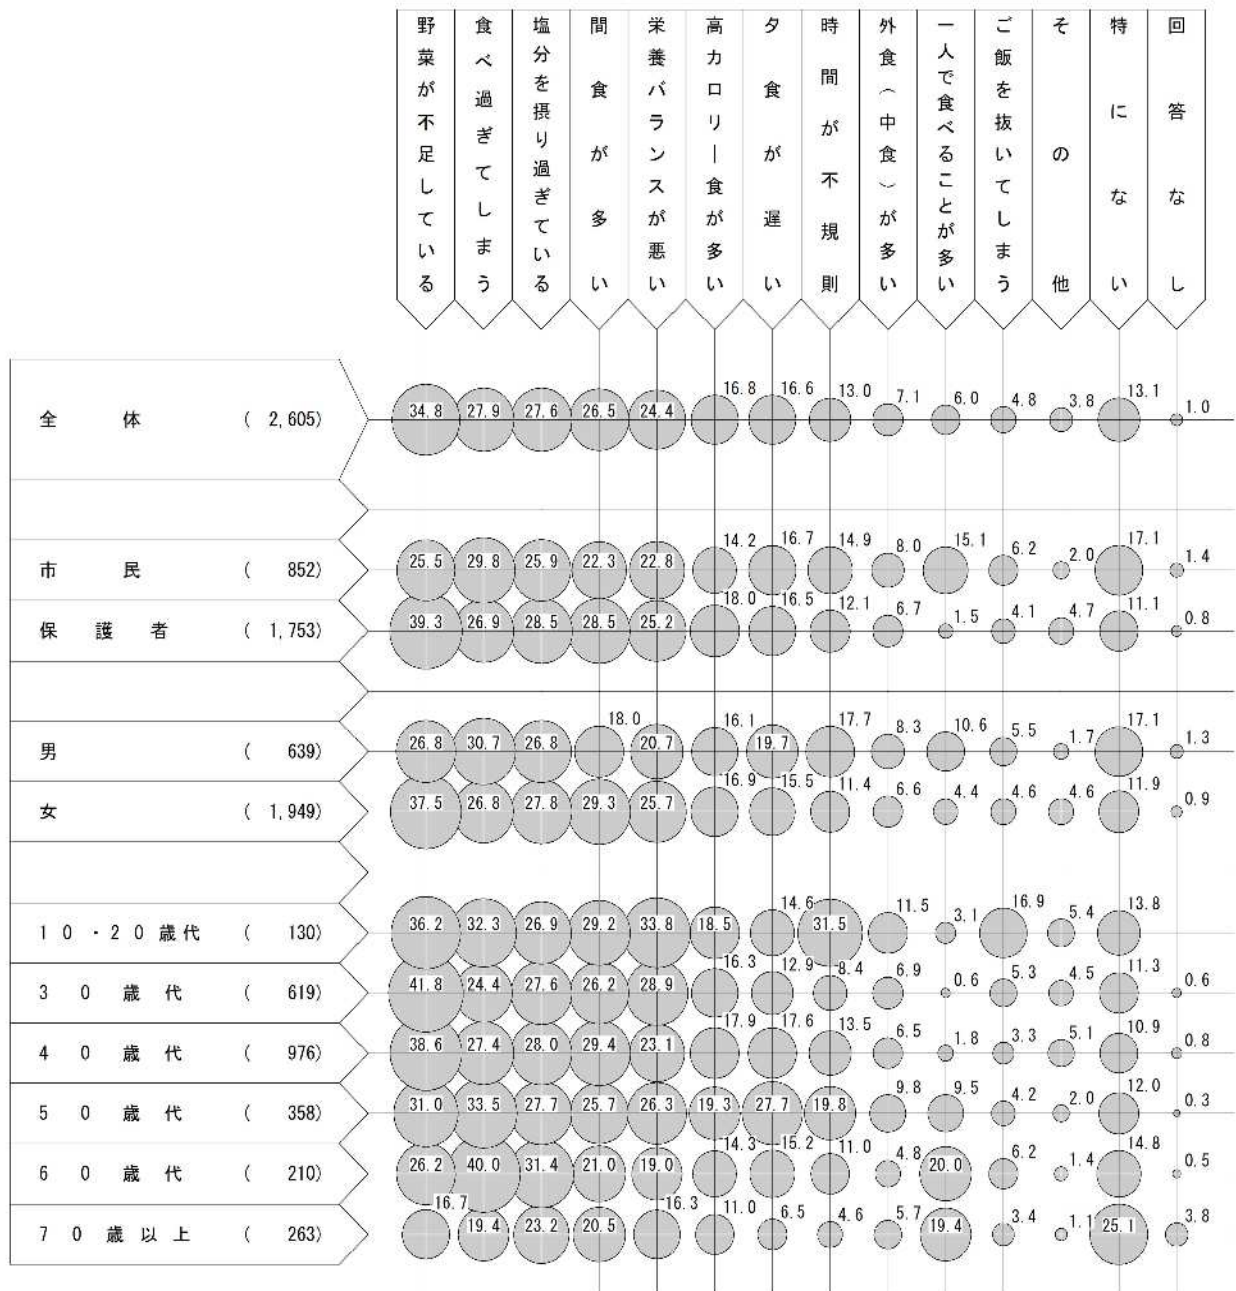 野菜が不足している
食べ過ぎてしまう
塩分を摂り過ぎている
間食が多い
栄養バランスが悪い
高カロリー食が多い
夕食が遅い
時間が不規則
外食（中食）が多い
一人で食べることが多い
ご飯を抜いてしまう
その他
特にない
回答なし
全体 (2,605) 34.8 27.9 27.6 26.5 24.4 16.8 16.6 13.0 7.1 6.0 4.8 3.8 13.1 1.0
市民 (852) 25.5 29.8 25.9 22.3 22.8 14.2 16.7 14.9 8.0 15.1 6.2 2.0 17.1 1.4
保護者 (1,753) 39.3 26.9 28.5 28.5 25.2 18.0 16.5 12.1 6.7 1.5 4.1 4.7 11.1 0.8
男 (639) 26.8 30.7 26.8 18.0 20.7 16.1 19.7 17.7 8.3 10.6 5.5 1.7 17.1 1.3
女 (1,949) 37.5 26.8 27.8 29.3 25.7 16.9 15.5 11.4 6.6 4.4 4.6 4.6 11.9 0.9
10・20歳代 (130) 36.2 32.3 26.9 29.2 33.8 18.5 14.6 31.5 11.5 3.1 16.9 5.4 13.8
30歳代 (619) 41.8 24.4 27.6 26.2 28.9 16.3 12.9 8.4 6.9 0.6 5.3 4.5 11.3 0.6
40歳代 (976) 38.6 27.4 28.0 29.4 23.1 17.9 17.6 13.5 6.5 1.8 3.3 5.1 10.9 0.8
50歳代 (358) 31.0 33.5 27.7 25.7 26.3 19.3 27.7 19.8 9.8 9.5 4.2 2.0 12.0 0.3
60歳代 (210) 26.2 40.0 31.4 21.0 19.0 14.3 15.2 11.0 4.8 20.0 6.2 1.4 14.8 0.5
70歳以上 (263) 16.7 19.4 23.2 20.5 16.3 11.0 6.5 4.6 5.7 19.4 3.4 1.1 25.1 3.8